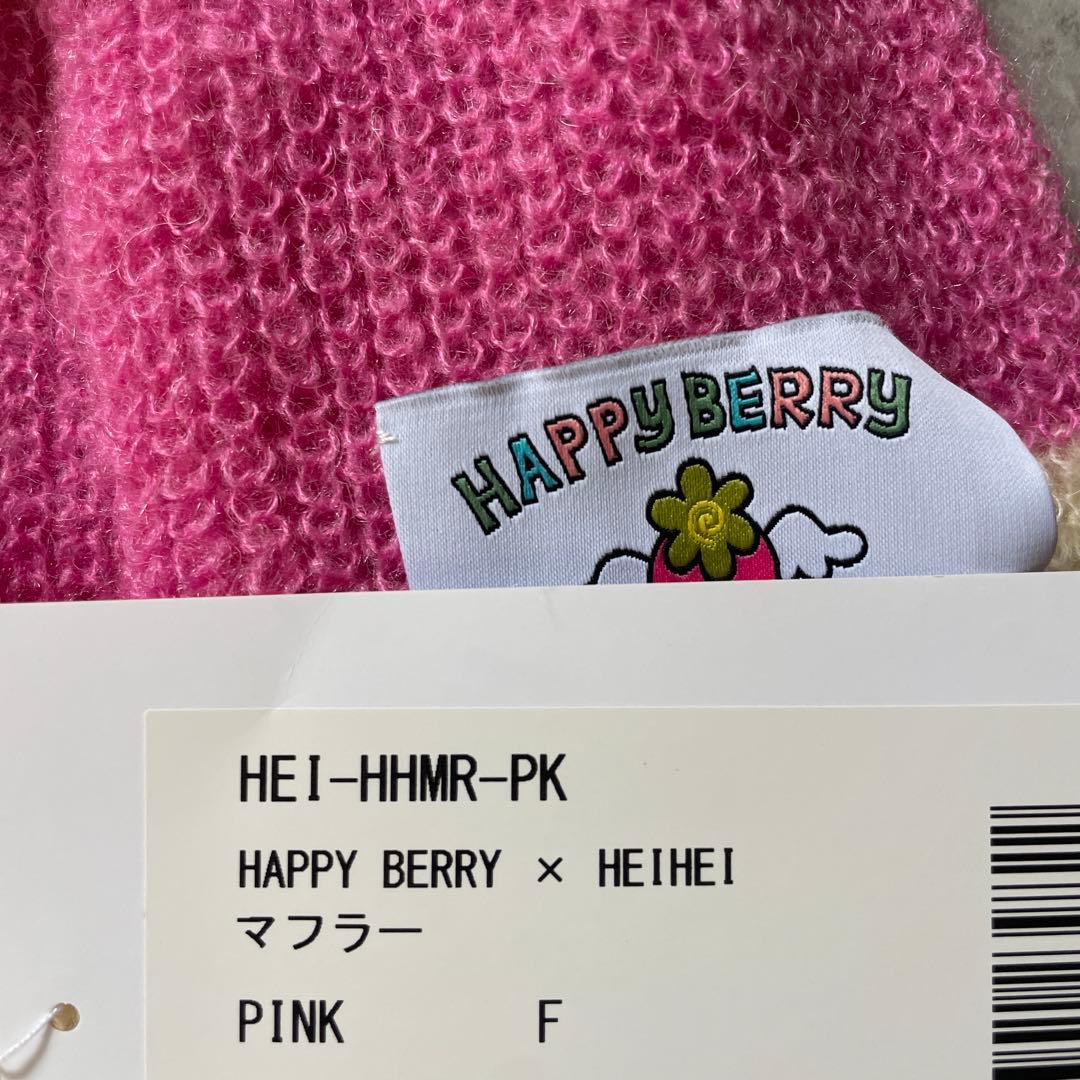 HAPPY BERRY
HEI-HHMR-PK
HAPPY BERRY × HEIHEI
マフラー
PINK F